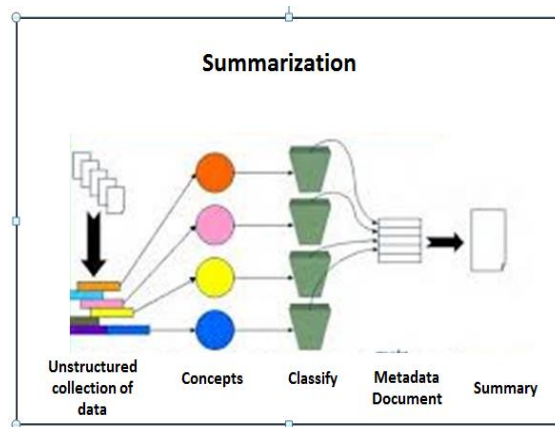 Summarization
Unstructured
collection of
data
Concepts
Classify
Metadata
Document
Summary